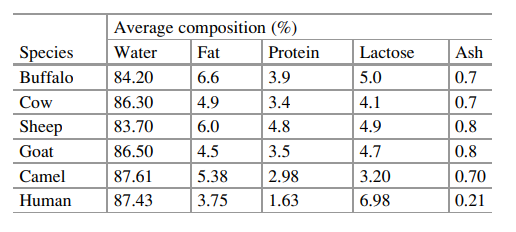 Average composition (%)
Species Water Fat Protein Lactose Ash
Buffalo 84.20 6.6 3.9 5.0 0.7
Cow 86.30 4.9 3.4 4.1 0.7
Sheep 83.70 6.0 4.8 4.9 0.8
Goat 86.50 4.5 3.5 4.7 0.8
Camel 87.61 5.38 2.98 3.20 0.70
Human 87.43 3.75 1.63 6.98 0.21